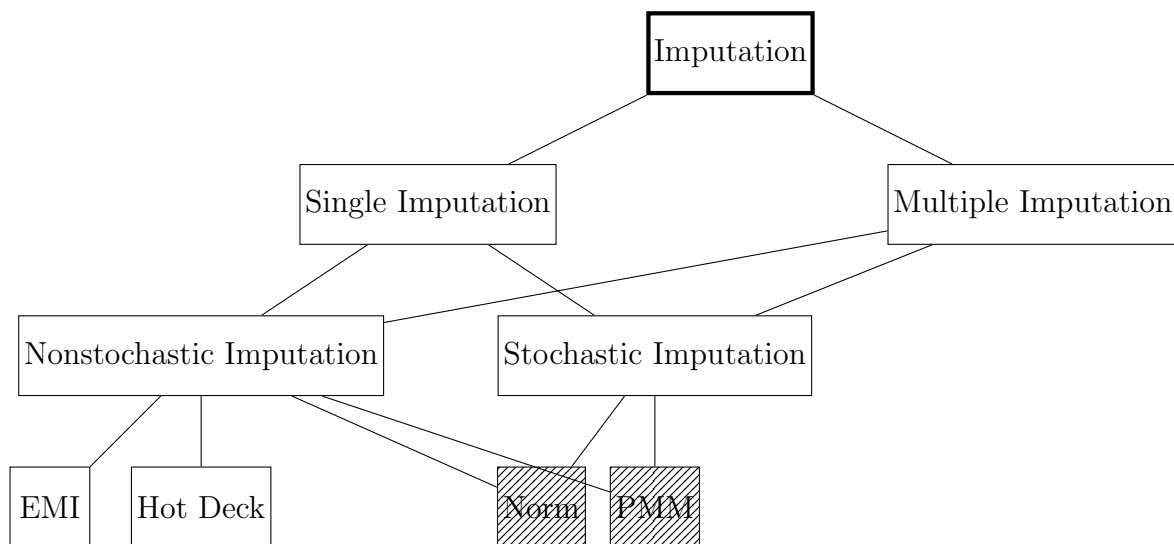 Imputation
Single Imputation
Multiple Imputation
Nonstochastic Imputation
Stochastic Imputation
EMI
Hot Deck
Norm
PMM